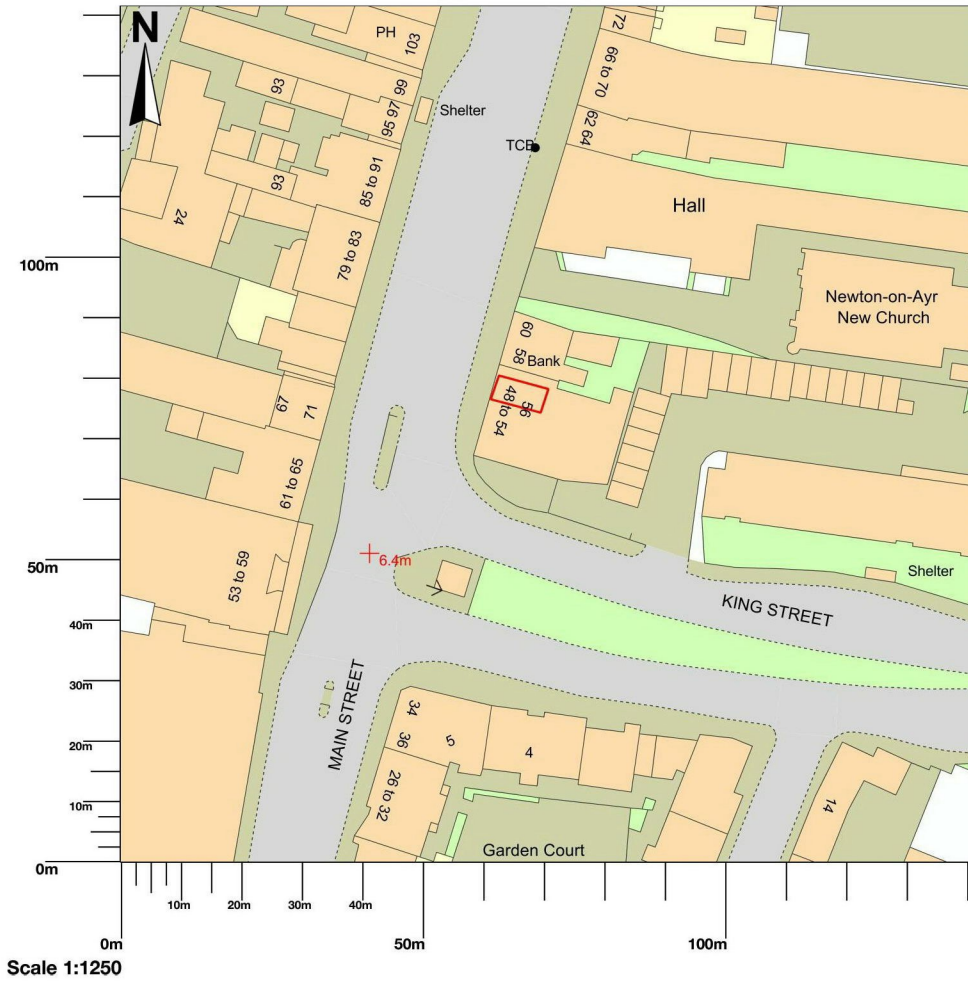 N
PH
103
72
93
99
95 97
Shelter
66 to 70
62 64
TCB
85 to 91
93
24
Hall
79 to 83
100m
Newton-on-Ayr
New Church
60
58
Bank
56
48 to 54
67
71
61 to 65
50m
6.4m
53 to 59
Shelter
KING STREET
40m
30m
MAIN STREET
34
36
5
4
20m
26 to 32
10m
14
Garden Court
0m
10m
20m
30m
40m
0m
50m
100m
Scale 1:1250